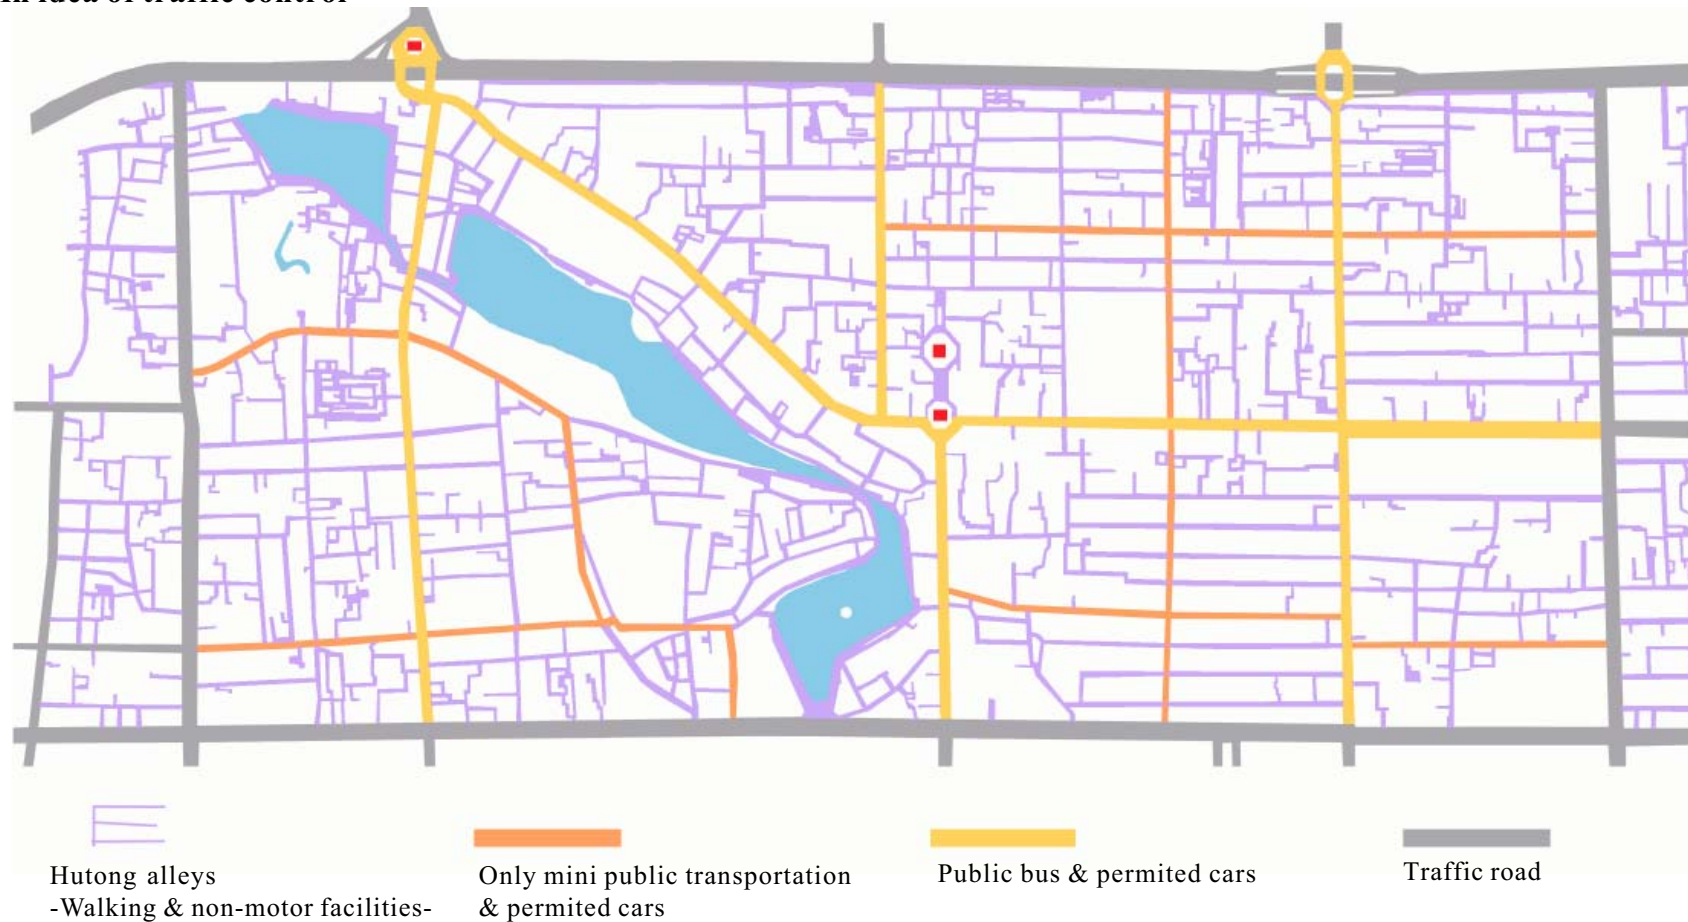 Hutong alleys
-Walking & non-motor facilities-
Only mini public transportation
& permited cars
Public bus & permited cars
Traffic road